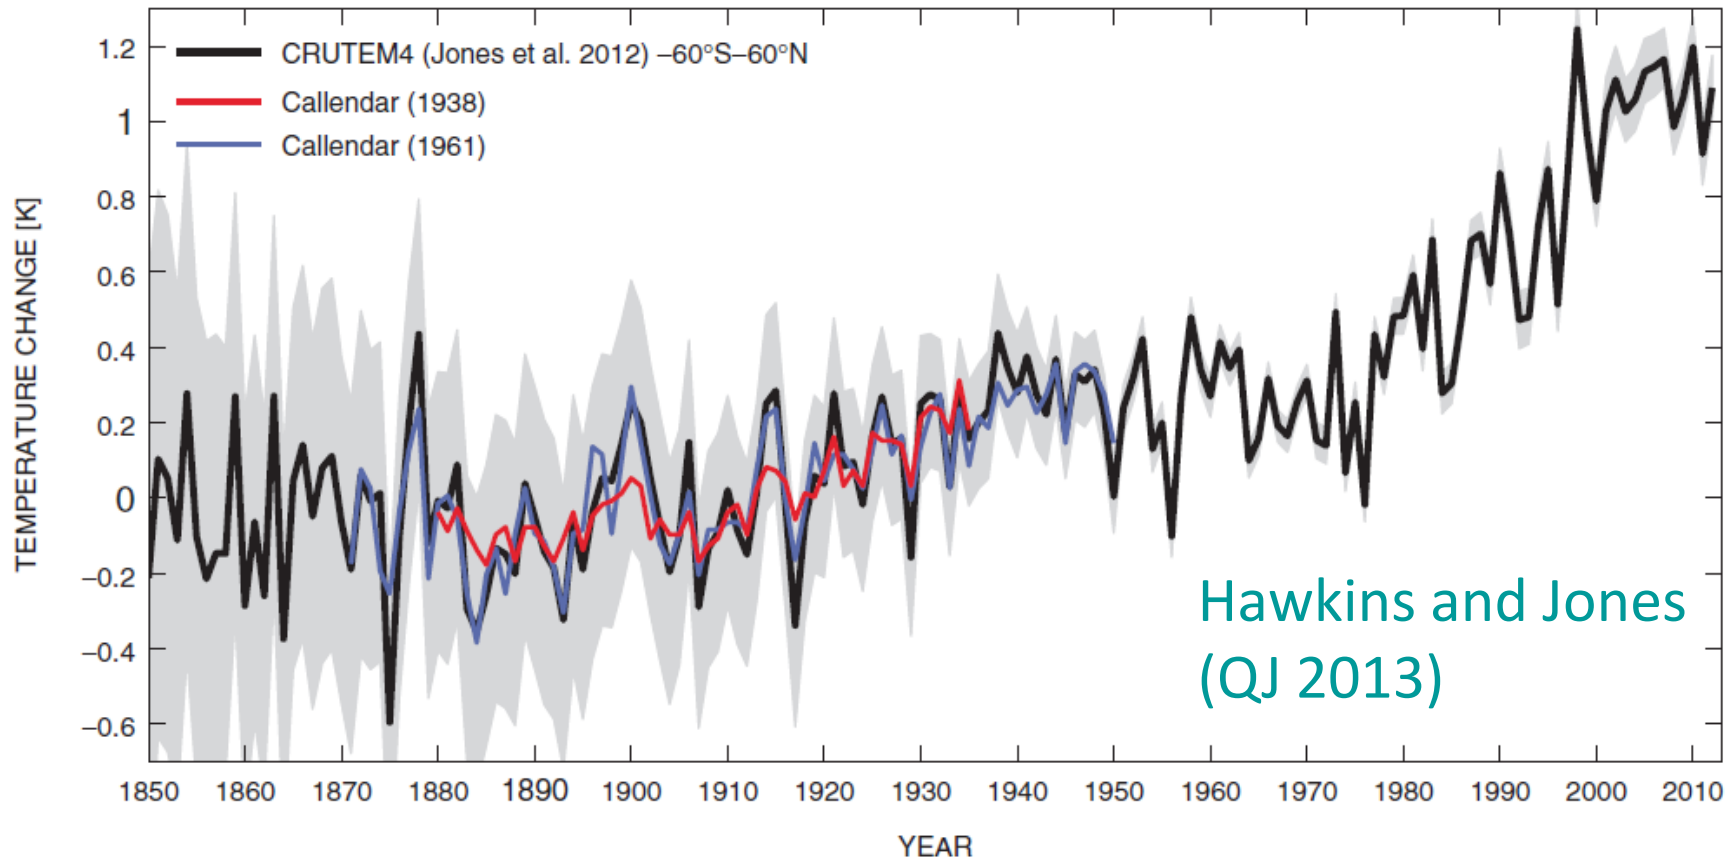 CRUTEM4 (Jones et al. 2012) –60°S–60°N
Callendar (1938)
Callendar (1961)
TEMPERATURE CHANGE [K]
1.2
1
0.8
0.6
0.4
0.2
0
–0.2
–0.4
–0.6
Hawkins and Jones
(QJ 2013)
1850 1860 1870 1880 1890 1900 1910 1920 1930 1940 1950 1960 1970 1980 1990 2000 2010
YEAR